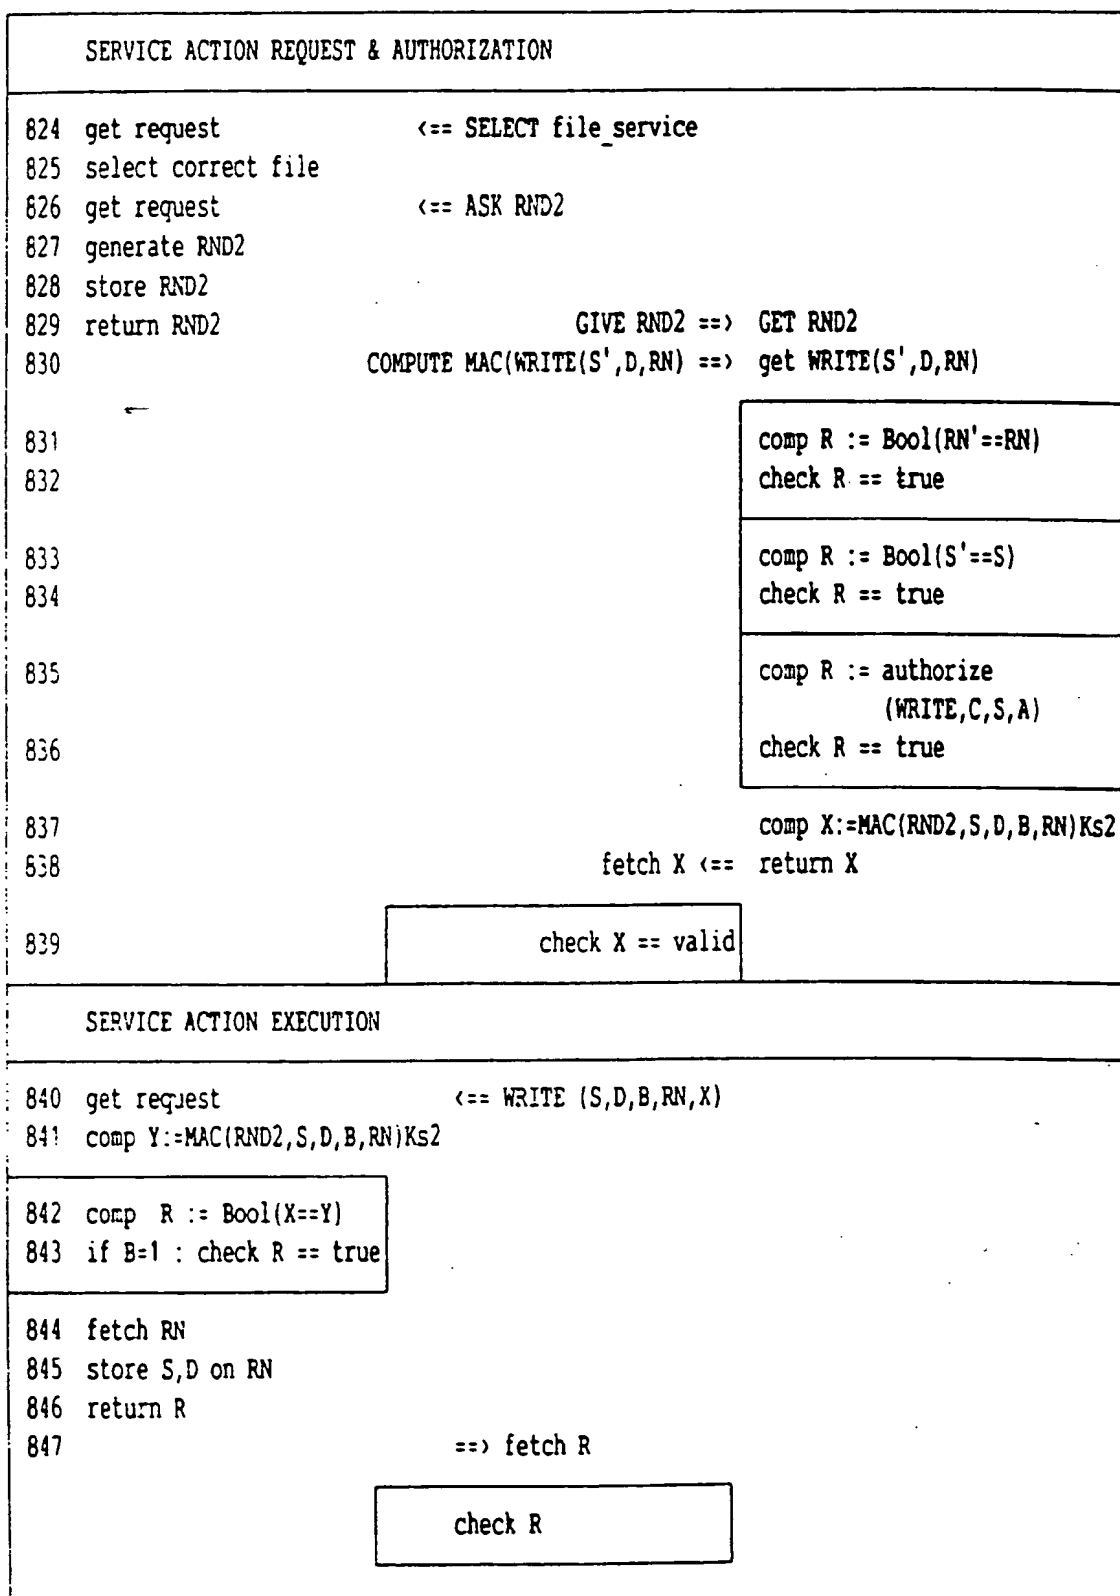 SERVICE ACTION REQUEST & AUTHORIZATION
824 get request <== SELECT file_service
825 select correct file
826 get request <== ASK RND2
827 generate RND2
828 store RND2
829 return RND2 GIVE RND2 ==> GET RND2
830 COMPUTE MAC(WRITE(S',D,RN) ==> get WRITE(S',D,RN)
831 comp R := Bool(RN'==RN)
832 check R == true
833 comp R := Bool(S'==S)
834 check R == true
835 comp R := authorize
(WRITE,C,S,A)
836 check R == true
837 comp X:=MAC(RND2,S,D,B,RN)Ks2
838 fetch X <== return X
839 check X == valid
SERVICE ACTION EXECUTION
840 get request <== WRITE (S,D,B,RN,X)
841 comp Y:=MAC(RND2,S,D,B,RN)Ks2
842 comp R := Bool(X==Y)
843 if B=1 : check R == true
844 fetch RN
845 store S,D on RN
846 return R
847 ==> fetch R
check R